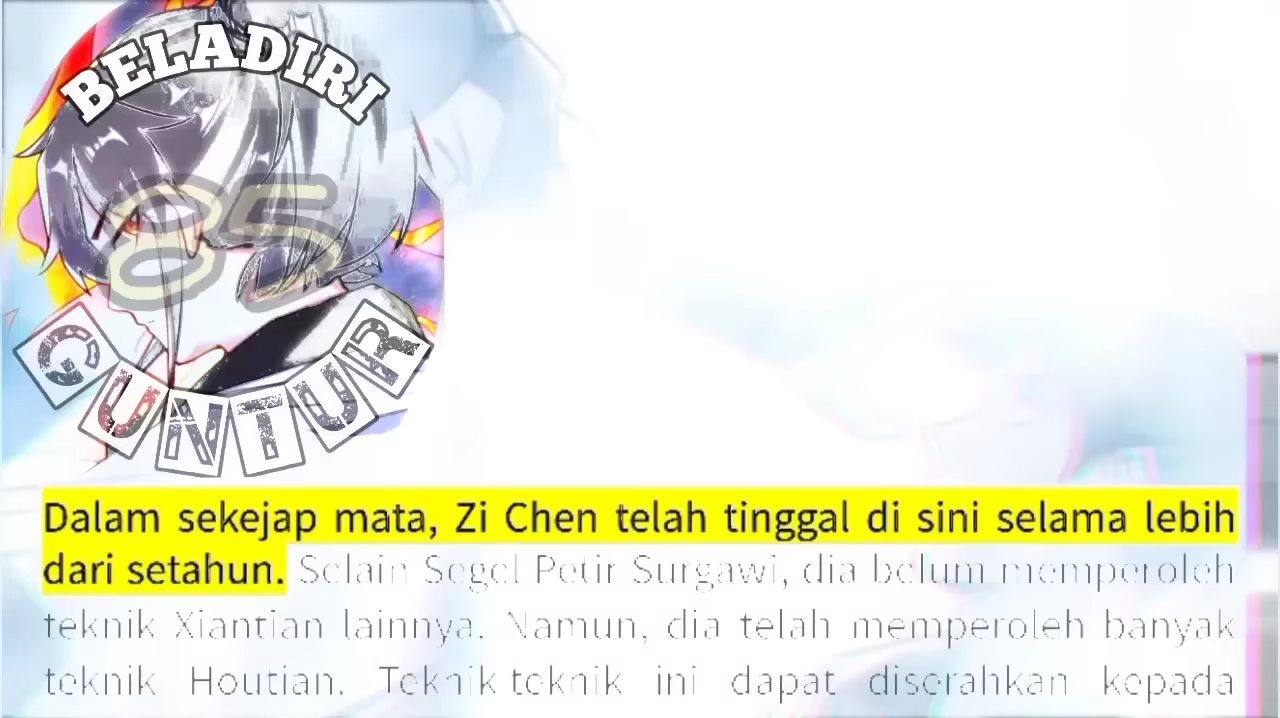 BELADIRI
85
GUNTUR
Dalam sekejap mata, Zi Chen telah tinggal di sini selama lebih
dari setahun. Selain Segel Petir Surgawi, dia belum memperoleh
teknik Xiantian lainnya. Namun, dia telah memperoleh banyak
teknik Houtian. Teknik-teknik ini dapat diserahkan kepada